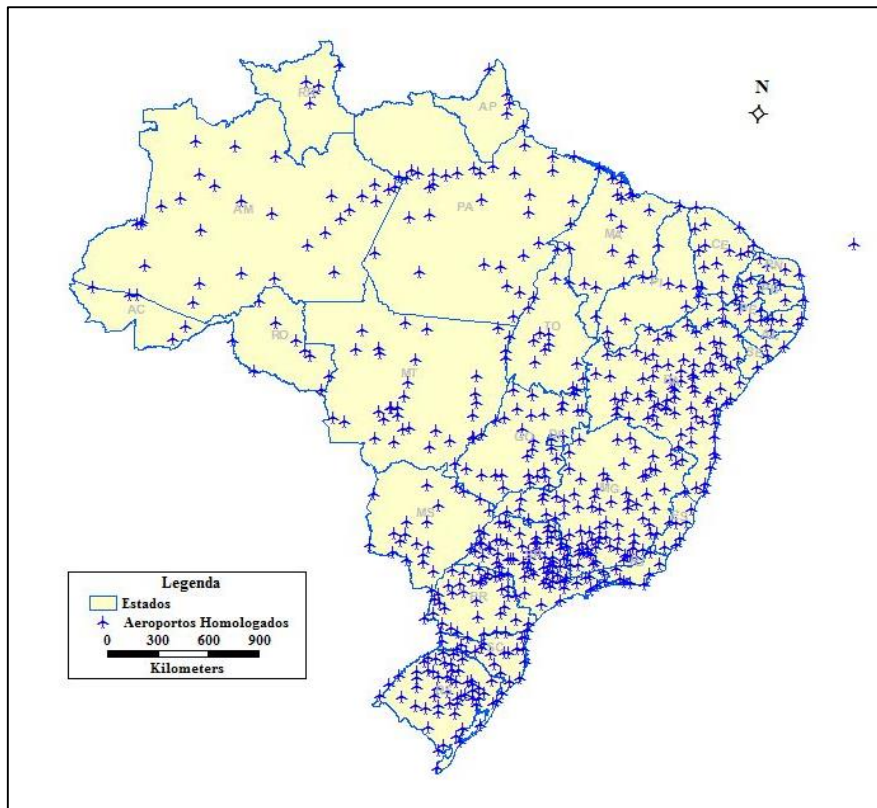 N
AP
AM
PA
MA
CE
RN
PI
AC
RO
TO
MT
GO
MG
MS
PR
SC
Legenda
Estados
Aeroportos Homologados
0 300 600 900
Kilometers